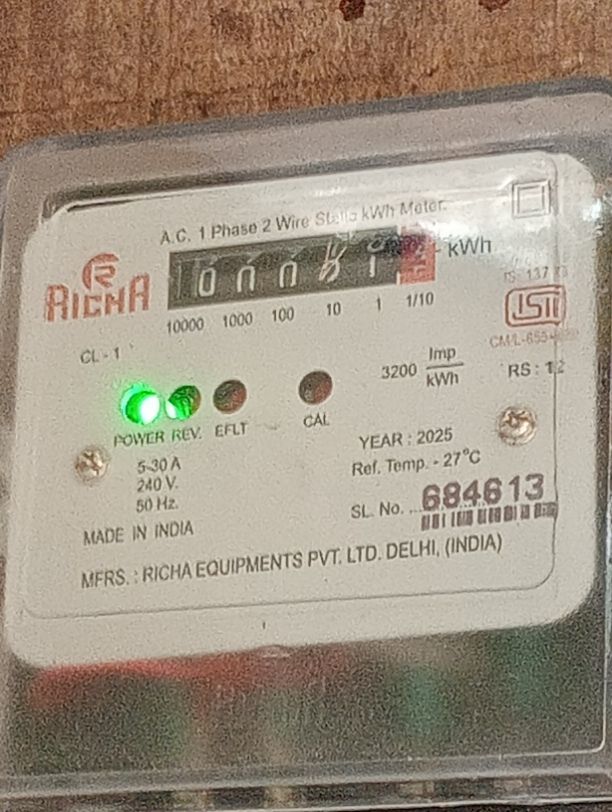 A.C. 1 Phase 2 Wire Static kWh Meter.
RICHA
kWh
10000 1000 100 10 1 1/10
CL - 1
3200 Imp
kWh
RS : 12
POWER REV. EFLT CAL
5-30 A
240 V.
50 Hz.
YEAR : 2025
Ref. Temp. - 27°C
SL. No. 684613
MADE IN INDIA
MFRS. : RICHA EQUIPMENTS PVT. LTD. DELHI, (INDIA)